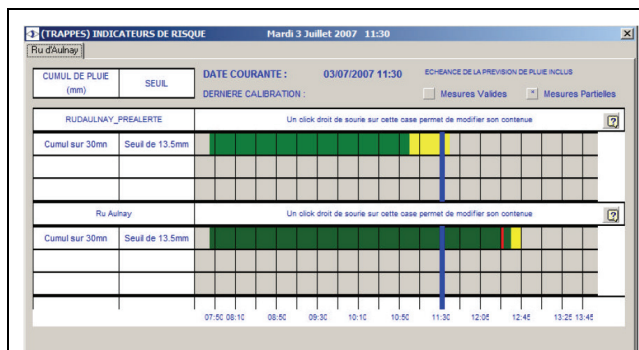 (TRAPPES) INDICATEURS DE RISQUE Mardi 3 Juillet 2007 11:30
Ru d'Aulnay
CUMUL DE PLUIE (mm) SEUIL
DATE COURANTE : 03/07/2007 11:30
DERNIERE CALIBRATION :
ECHEANCE DE LA PREVISION DE PLUIE INCLUS
Mesures Valides * Mesures Partielles
RUDAULNAY_PREALERTE Un click droit de sourie sur cette case permet de modifier son contenue
Cumul sur 30mn Seuil de 13.5mm
Ru Aulnay Un click droit de sourie sur cette case permet de modifier son contenue
Cumul sur 30mn Seuil de 13.5mm
07:50 08:10 08:50 09:30 10:10 10:50 11:30 12:05 12:45 13:25 13:45